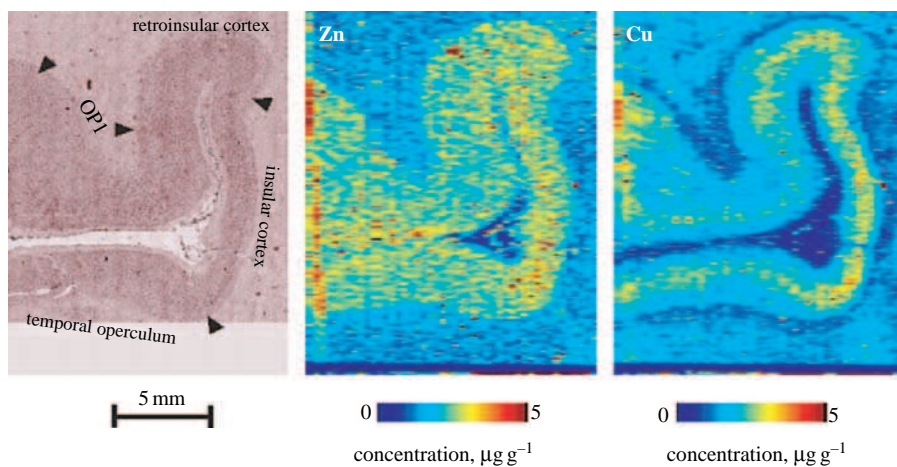 retroinsular cortex
Zn
Cu
OP1
insular cortex
temporal operculum
5 mm
0 5
0 5
concentration, µg g⁻¹
concentration, µg g⁻¹